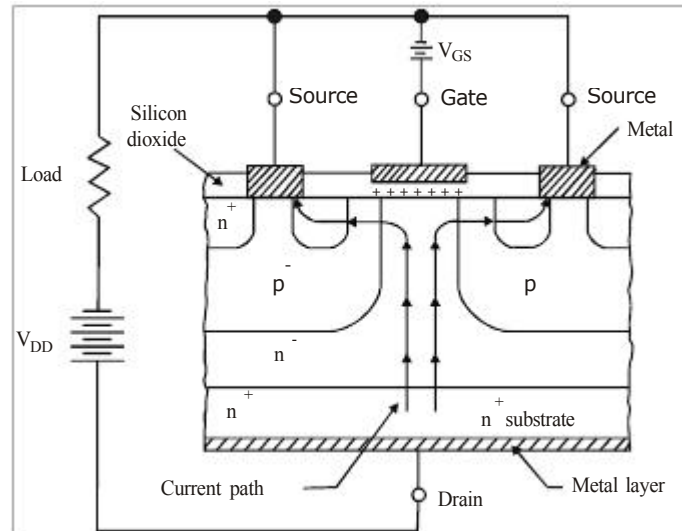 V_GS
Source
Gate
Source
Silicon
dioxide
Metal
Load
+ + + + + + +
n^+
p^-
p
V_DD
n^-
n^+
n^+ substrate
Current path
Drain
Metal layer